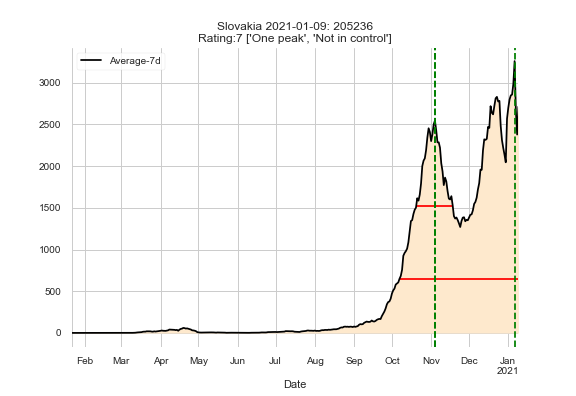 Slovakia 2021-01-09: 205236
Rating:7 ['One peak', 'Not in control']
Average-7d
3000
2500
2000
1500
1000
500
0
Feb Mar Apr May Jun Jul Aug Sep Oct Nov Dec Jan
2021
Date